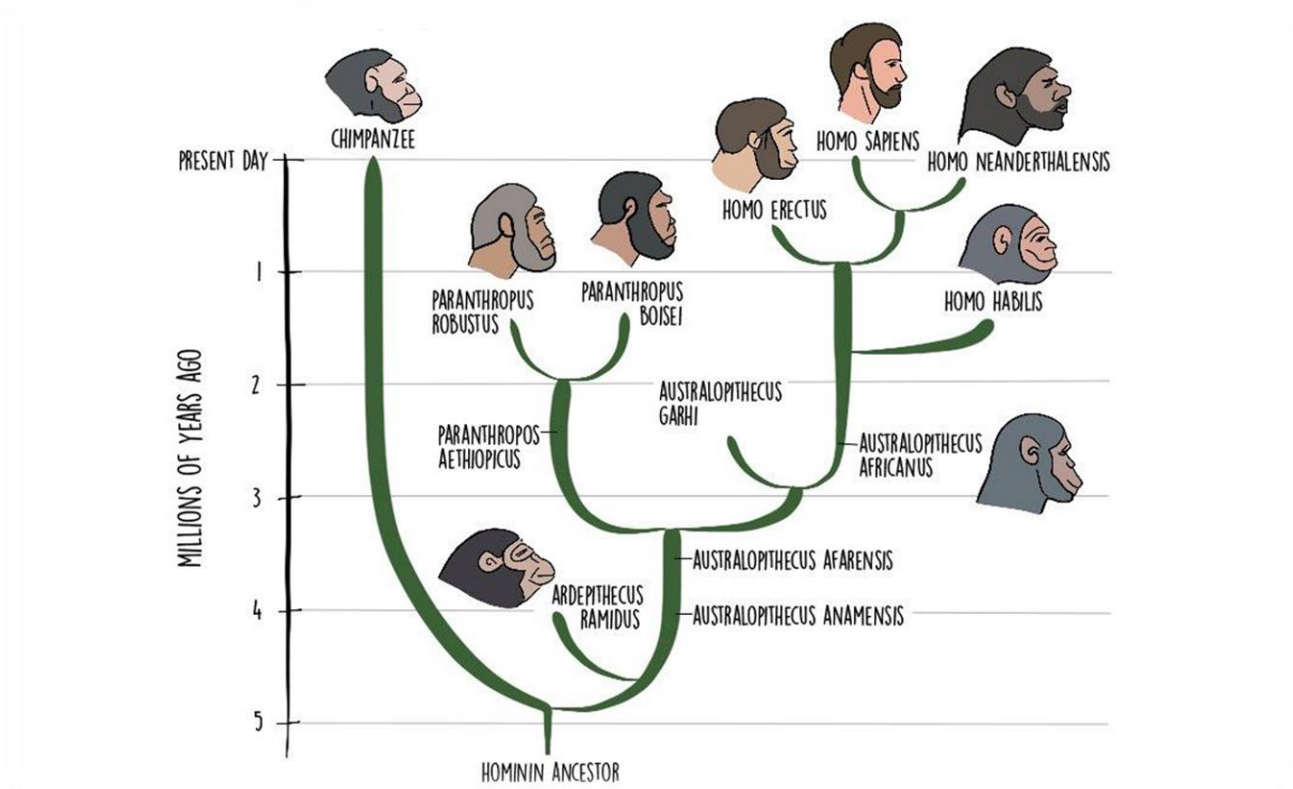 CHIMPANZEE
HOMO SAPIENS
HOMO NEANDERTHALENSIS
PRESENT DAY
HOMO ERECTUS
1
PARANTHROPUS
ROBUSTUS
PARANTHROPUS
BOISEI
HOMO HABILIS
MILLIONS OF YEARS AGO
2
AUSTRALOPITHECUS
GARHI
PARANTHROPOS
AETHIOPICUS
AUSTRALOPITHECUS
AFRICANUS
3
AUSTRALOPITHECUS AFARENSIS
ARDEPITHECUS
RAMIDUS
4
AUSTRALOPITHECUS ANAMENSIS
5
HOMININ ANCESTOR